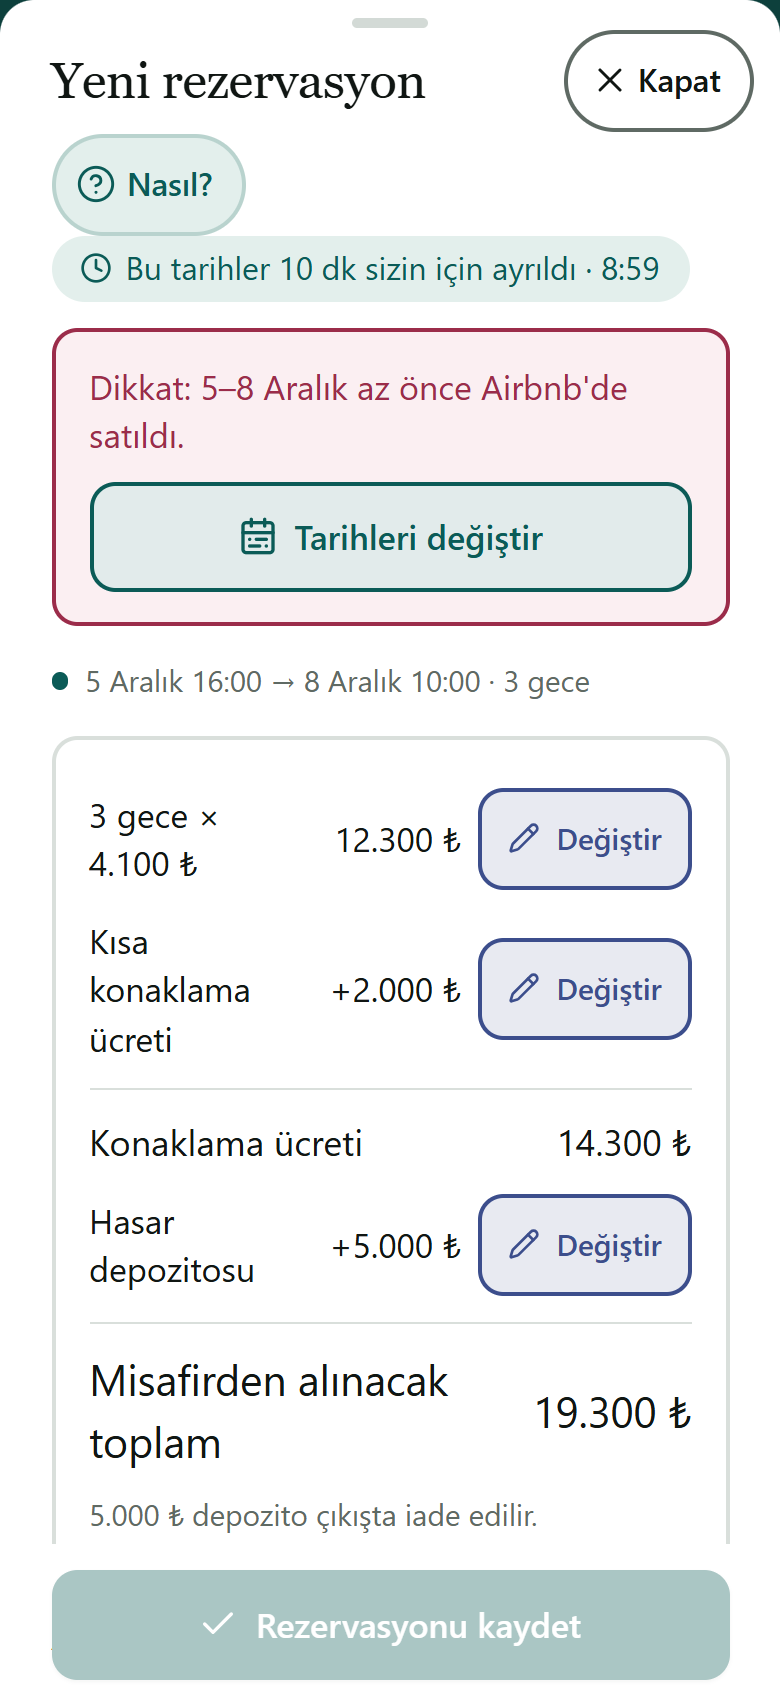 Yeni rezervasyon
Kapat
Nasıl?
Bu tarihler 10 dk sizin için ayrıldı · 8:59
Dikkat: 5–8 Aralık az önce Airbnb'de
satıldı.
Tarihleri değiştir
5 Aralık 16:00 → 8 Aralık 10:00 · 3 gece
3 gece ×
4.100 ₺
12.300 ₺
Değiştir
Kısa
konaklama
ücreti
+2.000 ₺
Değiştir
Konaklama ücreti
14.300 ₺
Hasar
depozitosu
+5.000 ₺
Değiştir
Misafirden alınacak
toplam
19.300 ₺
5.000 ₺ depozito çıkışta iade edilir.
Rezervasyonu kaydet